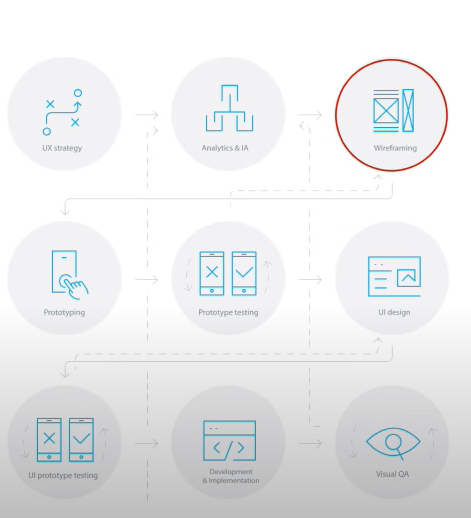 UX strategy
Analytics & IA
Wireframing
Prototyping
Prototype testing
UI design
UI prototype testing
Development
& Implementation
Visual QA